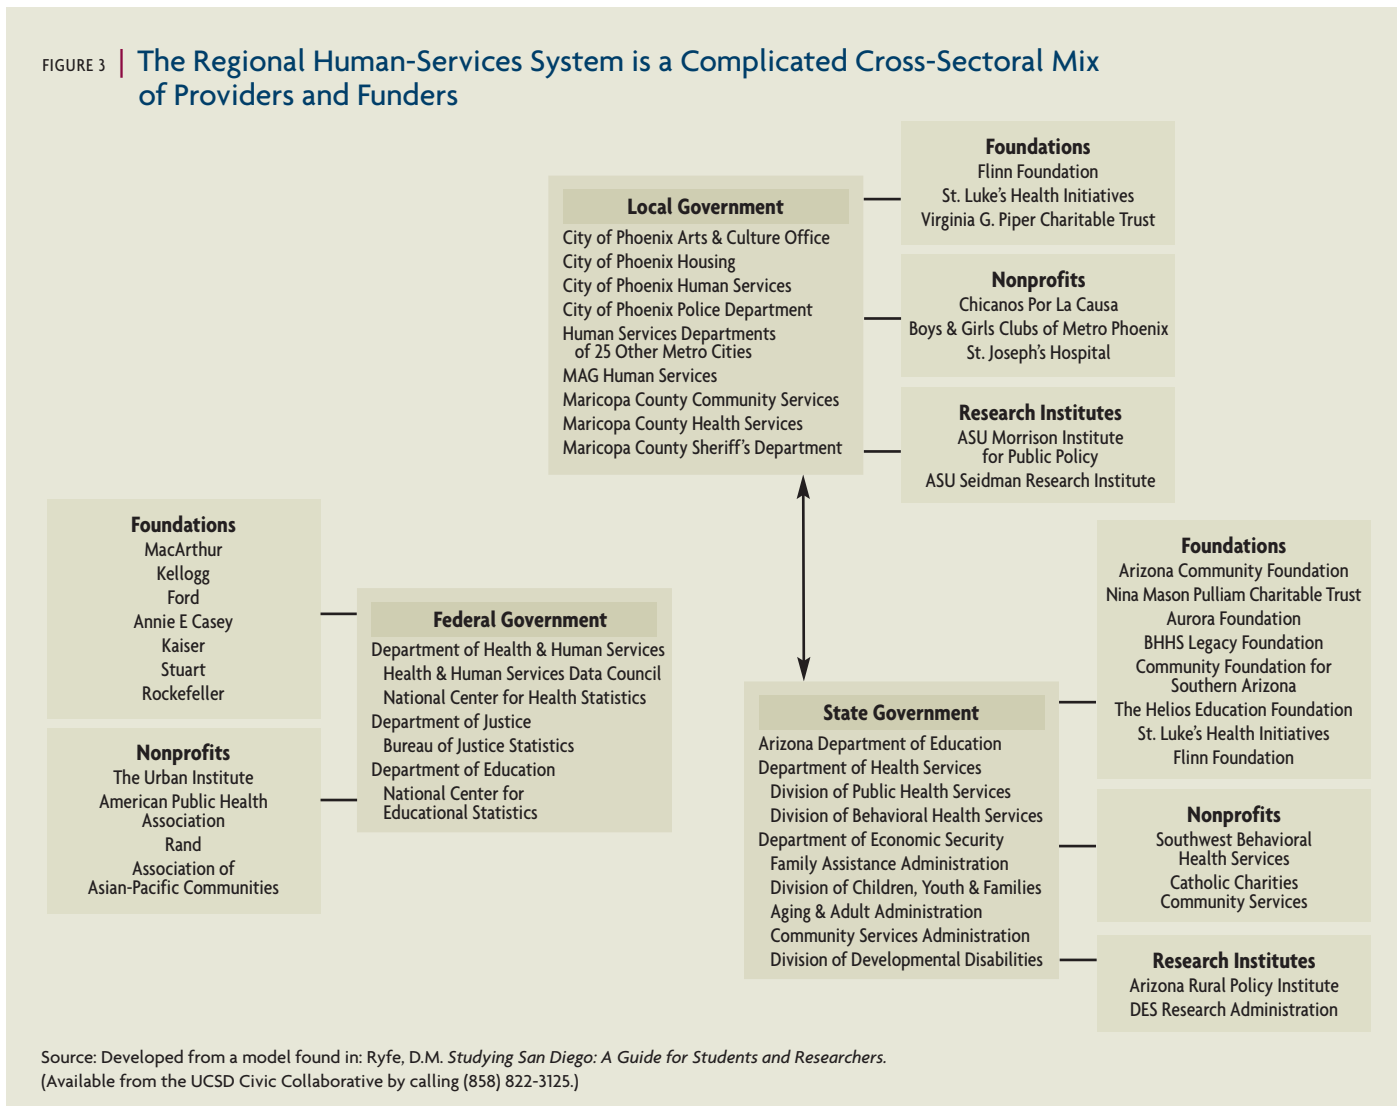 FIGURE 3 | The Regional Human-Services System is a Complicated Cross-Sectoral Mix
of Providers and Funders
Foundations
Flinn Foundation
St. Luke’s Health Initiatives
Virginia G. Piper Charitable Trust
Local Government
City of Phoenix Arts & Culture Office
City of Phoenix Housing
City of Phoenix Human Services
City of Phoenix Police Department
Human Services Departments
of 25 Other Metro Cities
MAG Human Services
Maricopa County Community Services
Maricopa County Health Services
Maricopa County Sheriff’s Department
Nonprofits
Chicanos Por La Causa
Boys & Girls Clubs of Metro Phoenix
St. Joseph’s Hospital
Research Institutes
ASU Morrison Institute
for Public Policy
ASU Seidman Research Institute
Foundations
MacArthur
Kellogg
Ford
Annie E Casey
Kaiser
Stuart
Rockefeller
Nonprofits
The Urban Institute
American Public Health
Association
Rand
Association of
Asian-Pacific Communities
Federal Government
Department of Health & Human Services
Health & Human Services Data Council
National Center for Health Statistics
Department of Justice
Bureau of Justice Statistics
Department of Education
National Center for
Educational Statistics
State Government
Arizona Department of Education
Department of Health Services
Division of Public Health Services
Division of Behavioral Health Services
Department of Economic Security
Family Assistance Administration
Division of Children, Youth & Families
Aging & Adult Administration
Community Services Administration
Division of Developmental Disabilities
Foundations
Arizona Community Foundation
Nina Mason Pulliam Charitable Trust
Aurora Foundation
BHHS Legacy Foundation
Community Foundation for
Southern Arizona
The Helios Education Foundation
St. Luke’s Health Initiatives
Flinn Foundation
Nonprofits
Southwest Behavioral
Health Services
Catholic Charities
Community Services
Research Institutes
Arizona Rural Policy Institute
DES Research Administration
Source: Developed from a model found in: Ryfe, D.M. Studying San Diego: A Guide for Students and Researchers.
(Available from the UCSD Civic Collaborative by calling (858) 822-3125.)